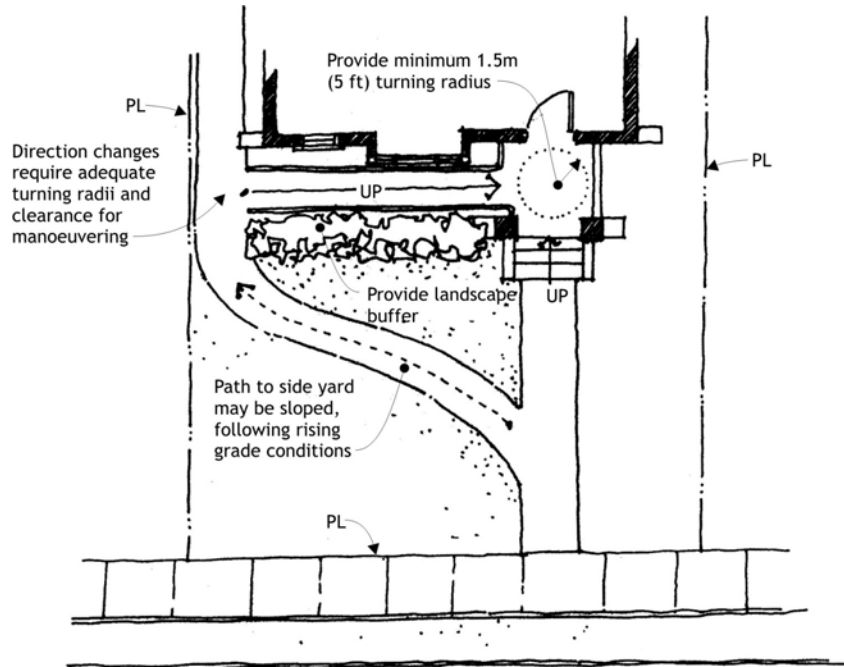 Provide minimum 1.5m
(5 ft) turning radius
PL
PL
Direction changes
require adequate
turning radii and
clearance for
manoeuvering
UP
Provide landscape
buffer
UP
Path to side yard
may be sloped,
following rising
grade conditions
PL